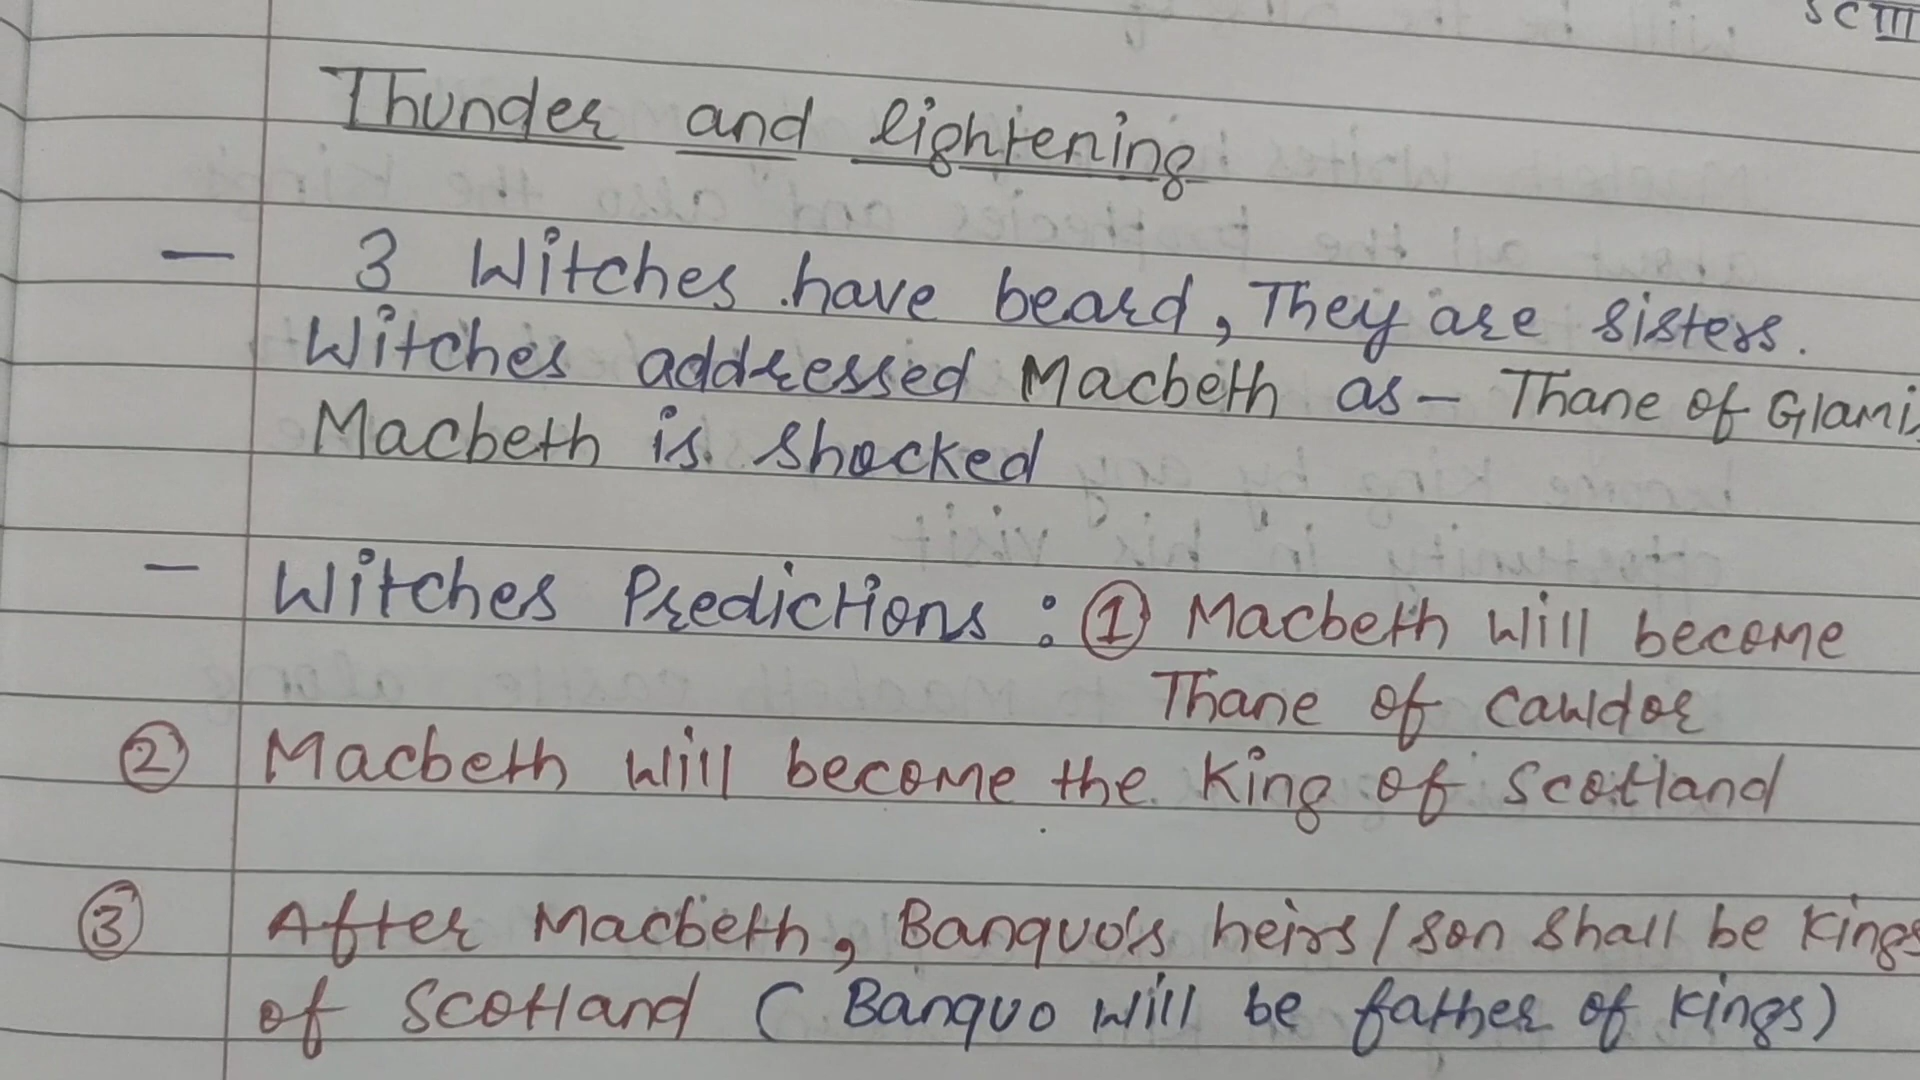 SC III
Thunder and lightening
— 3 Witches have beard, They are sisters.
Witches addressed Macbeth as – Thane of Glamis
Macbeth is shocked
— Witches Predictions : ① Macbeth will become
Thane of Cawdor
② Macbeth will become the King of Scotland
③ After Macbeth, Banquo's heirs / son shall be kings
of Scotland ( Banquo will be father of kings)